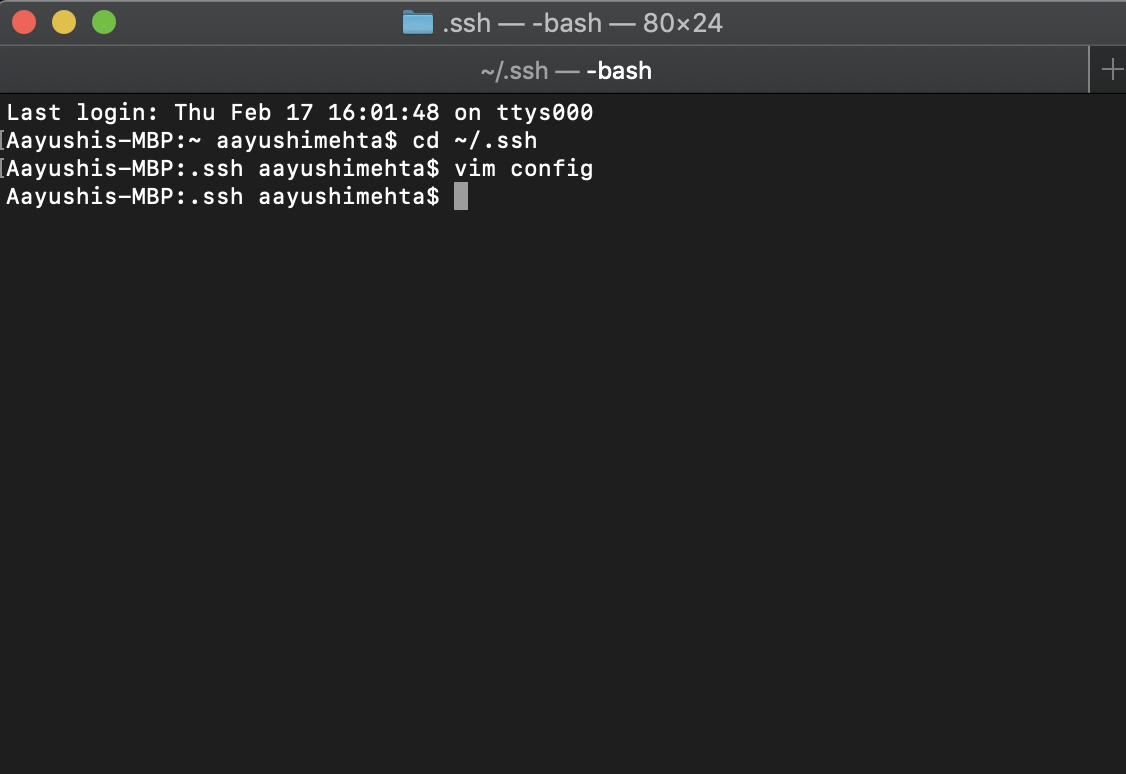 .ssh — -bash — 80×24
~/.ssh — -bash
Last login: Thu Feb 17 16:01:48 on ttys000
Aayushis-MBP:~ aayushimehta$ cd ~/.ssh
Aayushis-MBP:.ssh aayushimehta$ vim config
Aayushis-MBP:.ssh aayushimehta$